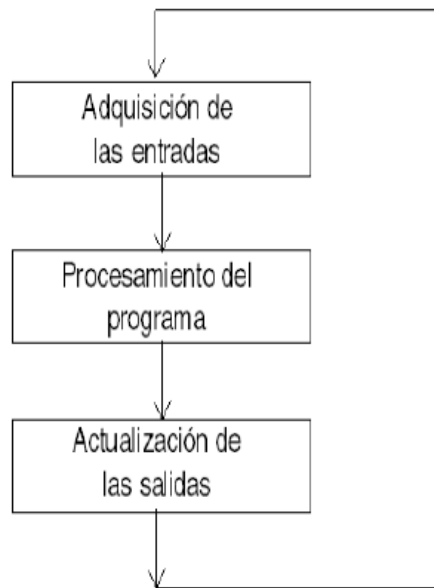 Adquisición de
las entradas
Procesamiento del
programa
Actualización de
las salidas